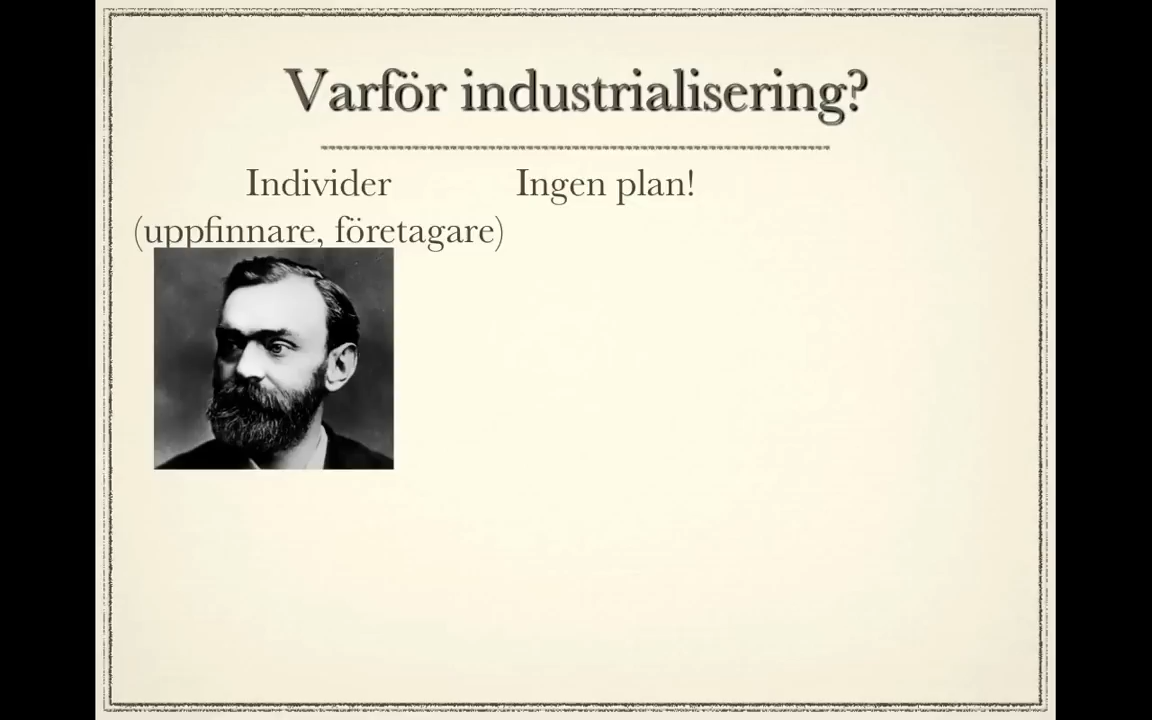 Varför industrialisering?
Individer
(uppfinnare, företagare)
Ingen plan!